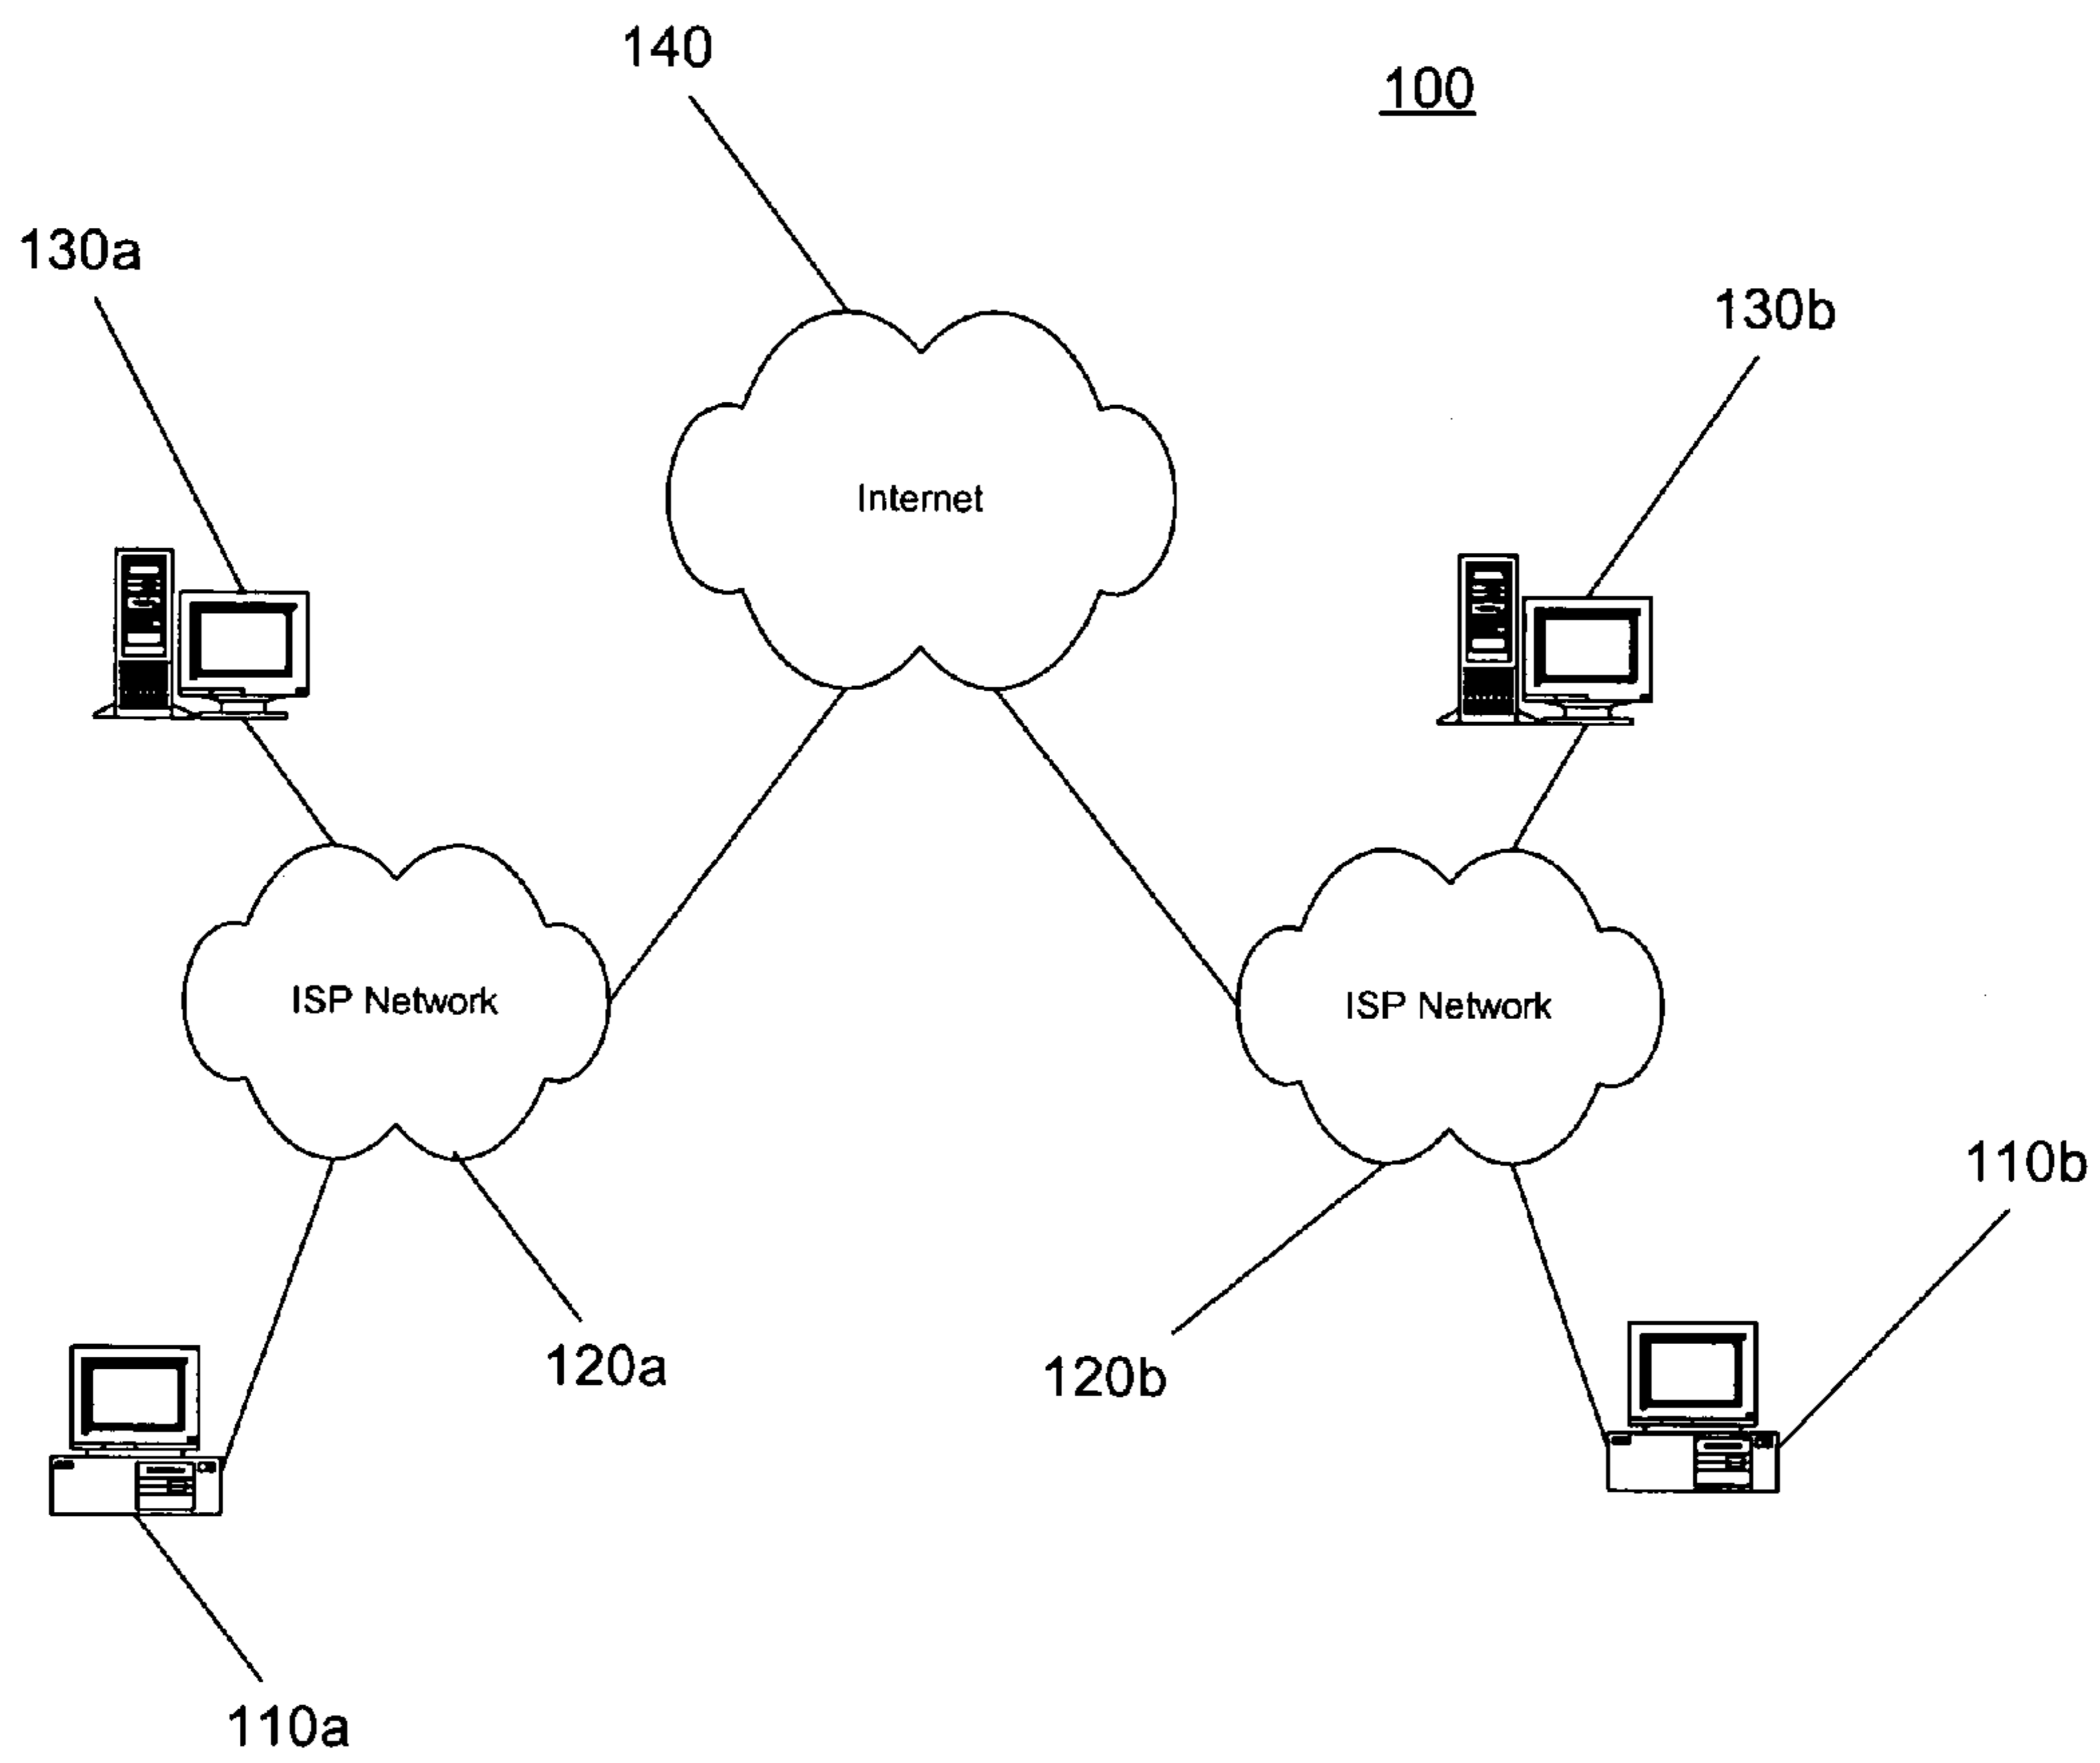 140
100
130a
130b
Internet
ISP Network
ISP Network
110b
120a
120b
110a